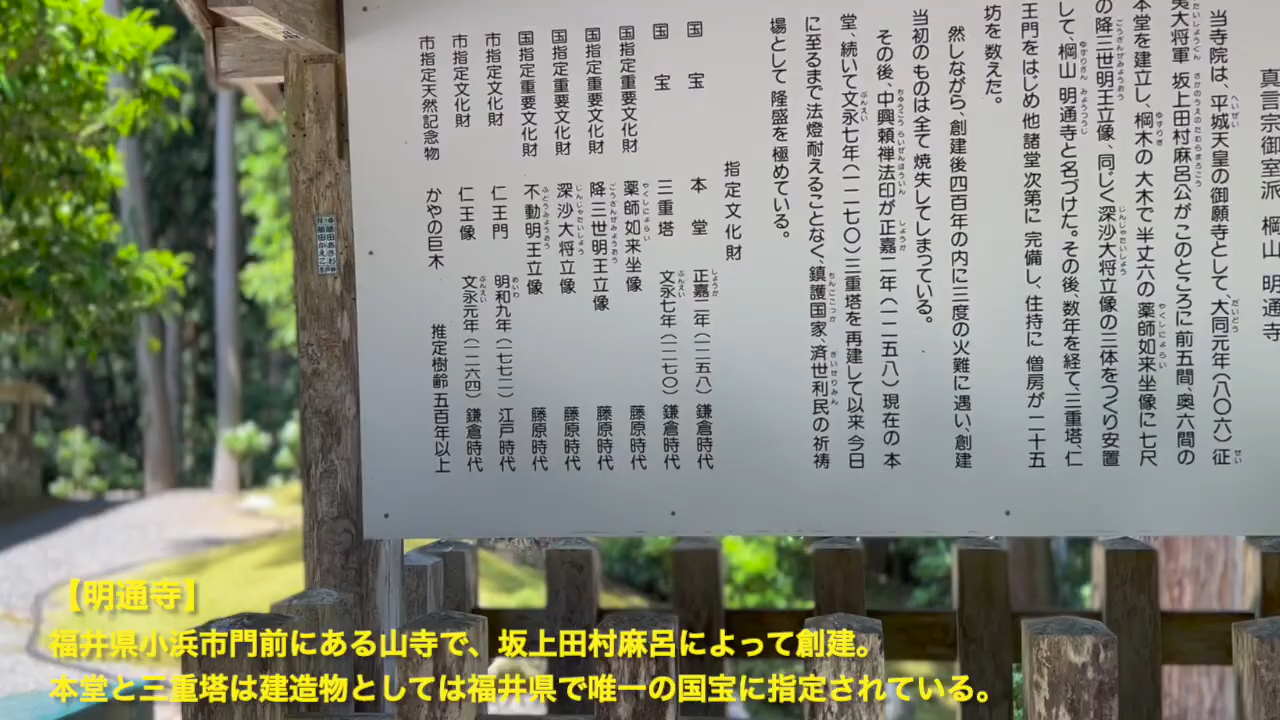 真言宗御室派 棡山 明通寺
当寺院は、平城天皇の御願寺として、大同元年(八〇六)征
夷大将軍 坂上田村麻呂公がこのところに前五間、奥六間の
本堂を建立し、棡木の大木で半丈六の薬師如来坐像に七尺
の降三世明王立像、同じく深沙大将立像の三体をつくり安置
して、棡山 明通寺と名づけた。その後、数年を経て、三重塔、仁
王門をはじめ他諸堂次第に完備し、住持に僧房が二十五
坊を数えた。
然しながら、創建後四百年の内に三度の火難に遇い、創建
当初のものは全て焼失してしまっている。
その後、中興頼禅法印が正嘉二年(一二五八)現在の本
堂、続いて文永七年(一二七〇)三重塔を再建して以来今日
に至るまで法燈耐えることなく、鎮護国家、済世利民の祈祷
場として隆盛を極めている。
指定文化財
国宝 本堂 正嘉二年(一二五八)鎌倉時代
国宝 三重塔 文永七年(一二七〇)鎌倉時代
国指定重要文化財 薬師如来坐像 藤原時代
国指定重要文化財 降三世明王立像 藤原時代
国指定重要文化財 深沙大将立像 藤原時代
国指定重要文化財 不動明王立像 藤原時代
市指定文化財 仁王門 明和九年(一七七二)江戸時代
市指定文化財 仁王像 文永元年(一二六四)鎌倉時代
市指定天然記念物 かやの巨木 推定樹齢五百年以上
【明通寺】
福井県小浜市門前にある山寺で、坂上田村麻呂によって創建。
本堂と三重塔は建造物としては福井県で唯一の国宝に指定されている。